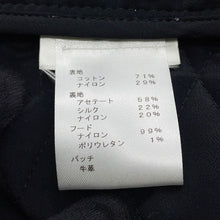 表地
コットン 71%
ナイロン 29%
裏地
アセテート 58%
シルク 22%
ナイロン 20%
フード
ナイロン 99%
ポリウレタン 1%
パッチ
牛革